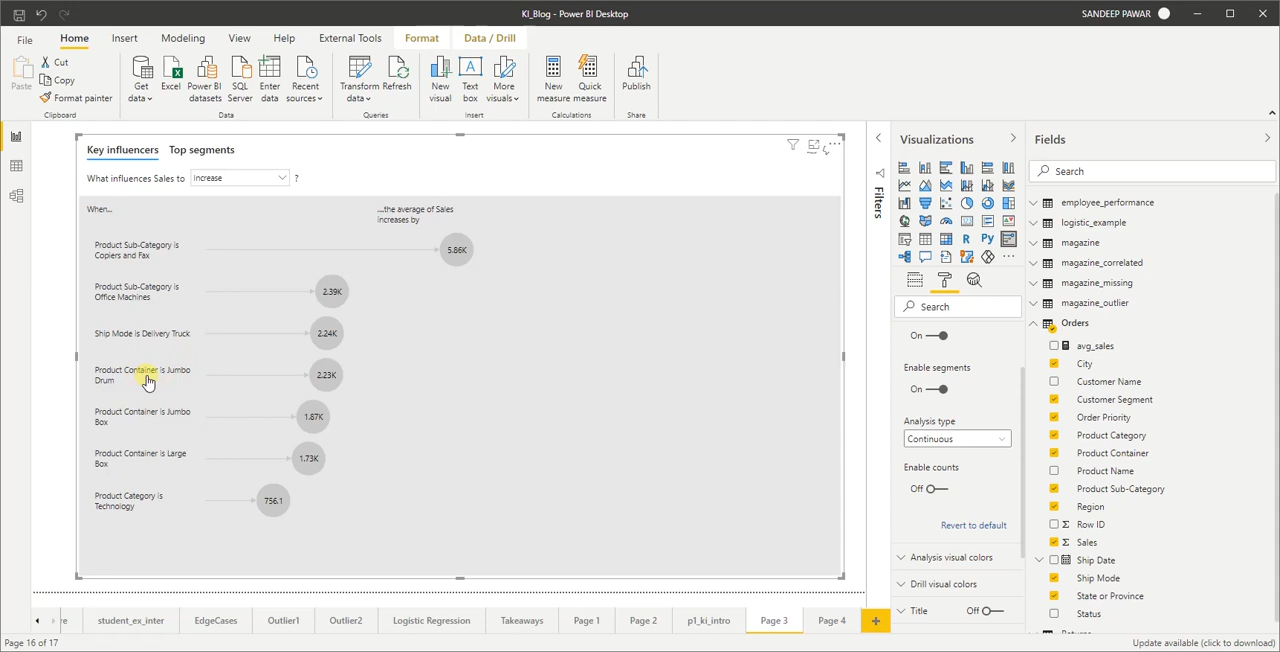 KI_Blog - Power BI Desktop
SANDEEP PAWAR
File
Home
Insert
Modeling
View
Help
External Tools
Format
Data / Drill
Paste
Cut
Copy
Format painter
Clipboard
Get data
Excel
Power BI datasets
SQL Server
Enter data
Recent sources
Data
Transform data
Refresh
Queries
New visual
Text box
More visuals
Insert
New measure
Quick measure
Calculations
Publish
Share
Key influencers
Top segments
What influences Sales to
Increase
?
When...
....the average of Sales
increases by
Product Sub-Category is
Copiers and Fax
5.86K
Product Sub-Category is
Office Machines
2.39K
Ship Mode is Delivery Truck
2.24K
Product Container is Jumbo
Drum
2.23K
Product Container is Jumbo
Box
1.87K
Product Container is Large
Box
1.73K
Product Category is
Technology
756.1
Filters
Visualizations
R
Py
Search
On
Enable segments
On
Analysis type
Continuous
Enable counts
Off
Revert to default
Analysis visual colors
Drill visual colors
Title
Off
Fields
Search
employee_performance
logistic_example
magazine
magazine_correlated
magazine_missing
magazine_outlier
Orders
avg_sales
City
Customer Name
Customer Segment
Order Priority
Product Category
Product Container
Product Name
Product Sub-Category
Region
Σ Row ID
Σ Sales
Ship Date
Ship Mode
State or Province
Status
student_ex_inter
EdgeCases
Outlier1
Outlier2
Logistic Regression
Takeaways
Page 1
Page 2
p1_ki_intro
Page 3
Page 4
Page 16 of 17
Update available (click to download)